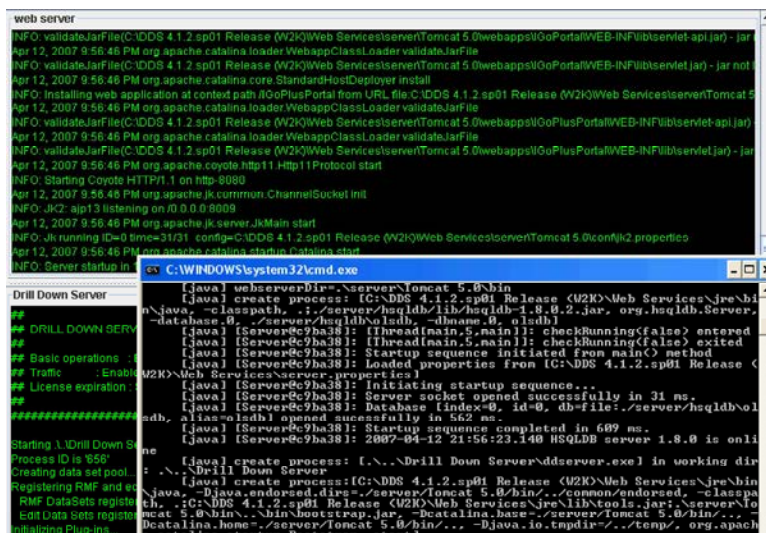 web server
INFO: validateJarFile(C:\DDS 4.1.2.sp01 Release (W2K)\Web Services\server\Tomcat 5.0\webapps\IGoPortal\WEB-INF\lib\servlet-api.jar) - jar
Apr 12, 2007 9:56:46 PM org.apache.catalina.loader.WebappClassLoader validateJarFile
INFO: validateJarFile(C:\DDS 4.1.2.sp01 Release (W2K)\Web Services\server\Tomcat 5.0\webapps\IGoPortal\WEB-INF\lib\servlet.jar) - jar not
Apr 12, 2007 9:56:46 PM org.apache.catalina.core.StandardHostDeployer install
INFO: Installing web application at context path /IGoPlusPortal from URL file:C:\DDS 4.1.2.sp01 Release (W2K)\Web Services\server\Tomcat 5
Apr 12, 2007 9:56:46 PM org.apache.catalina.loader.WebappClassLoader validateJarFile
INFO: validateJarFile(C:\DDS 4.1.2.sp01 Release (W2K)\Web Services\server\Tomcat 5.0\webapps\IGoPlusPortal\WEB-INF\lib\servlet-api.jar)
Apr 12, 2007 9:56:46 PM org.apache.catalina.loader.WebappClassLoader validateJarFile
INFO: validateJarFile(C:\DDS 4.1.2.sp01 Release (W2K)\Web Services\server\Tomcat 5.0\webapps\IGoPlusPortal\WEB-INF\lib\servlet.jar) - jar
Apr 12, 2007 9:56:46 PM org.apache.coyote.http11.Http11Protocol start
INFO: Starting Coyote HTTP/1.1 on http-8080
Apr 12, 2007 9:56:46 PM org.apache.jk.common.ChannelSocket init
INFO: JK2: ajp13 listening on /0.0.0.0:8009
Apr 12, 2007 9:56:46 PM org.apache.jk.server.JkMain start
INFO: Jk running ID=0 time=31/31 config=C:\DDS 4.1.2.sp01 Release (W2K)\Web Services\server\Tomcat 5.0\conf\jk2.properties
Apr 12, 2007 9:56:46 PM org.apache.catalina.startup.Catalina start
INFO: Server startup in 1
C:\WINDOWS\system32\cmd.exe
[java] webserverDir=.\server\Tomcat 5.0\bin
[java] create process: [C:\DDS 4.1.2.sp01 Release (W2K)\Web Services\jre\bi
n\java, -classpath, .;./server/hsqldb/lib/hsqldb-1.8.0.2.jar, org.hsqldb.Server,
-database.0, ./server/hsqldb\olsdb, -dbname.0, olsdb]
[java] [Server@c9ba38]: [Thread[main,5,main]]: checkRunning(false) entered
[java] [Server@c9ba38]: [Thread[main,5,main]]: checkRunning(false) exited
[java] [Server@c9ba38]: Startup sequence initiated from main() method
[java] [Server@c9ba38]: Loaded properties from [C:\DDS 4.1.2.sp01 Release (
W2K)\Web Services\server.properties]
[java] [Server@c9ba38]: Initiating startup sequence...
[java] [Server@c9ba38]: Server socket opened successfully in 31 ms.
[java] [Server@c9ba38]: Database [index=0, id=0, db=file:./server/hsqldb\ol
sdb, alias=olsdb] opened sucessfully in 562 ms.
[java] [Server@c9ba38]: Startup sequence completed in 609 ms.
[java] [Server@c9ba38]: 2007-04-12 21:56:23.140 HSQLDB server 1.8.0 is onli
ne
[java] create process: [.\..\Drill Down Server\ddserver.exe] in working dir
: .\..\Drill Down Server
[java] create process:[C:\DDS 4.1.2.sp01 Release (W2K)\Web Services\jre\bin
\java, -Djava.endorsed.dirs=./server/Tomcat 5.0/bin/../common/endorsed, -classpa
th, .;C:\DDS 4.1.2.sp01 Release (W2K)\Web Services\jre\lib\tools.jar;.\server\To
mcat 5.0\bin\..\bin\bootstrap.jar, -Dcatalina.base=./server/Tomcat 5.0/bin/.., -
Dcatalina.home=./server/Tomcat 5.0/bin/.., -Djava.io.tmpdir=/../temp/, org.apach
Drill Down Server
##
## DRILL DOWN SERV
##
## Basic operations : E
## Traffic : Enable
## License expiration :
##
Starting .\..\Drill Down Se
Process ID is '656'
Creating data set pool...
Registering RMF and ec
RMF DataSets register
Edit Data Sets register
Initializing Plug-ins